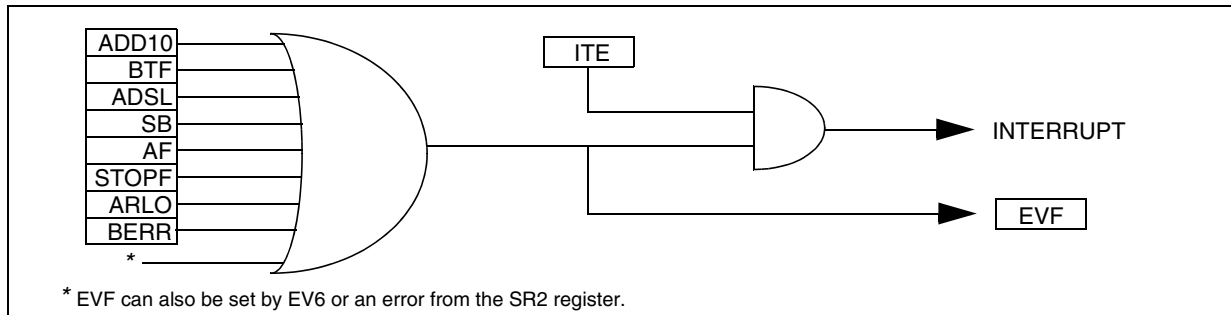 ADD10
BTF
ADSL
SB
AF
STOPF
ARLO
BERR
*
ITE
INTERRUPT
EVF
* EVF can also be set by EV6 or an error from the SR2 register.